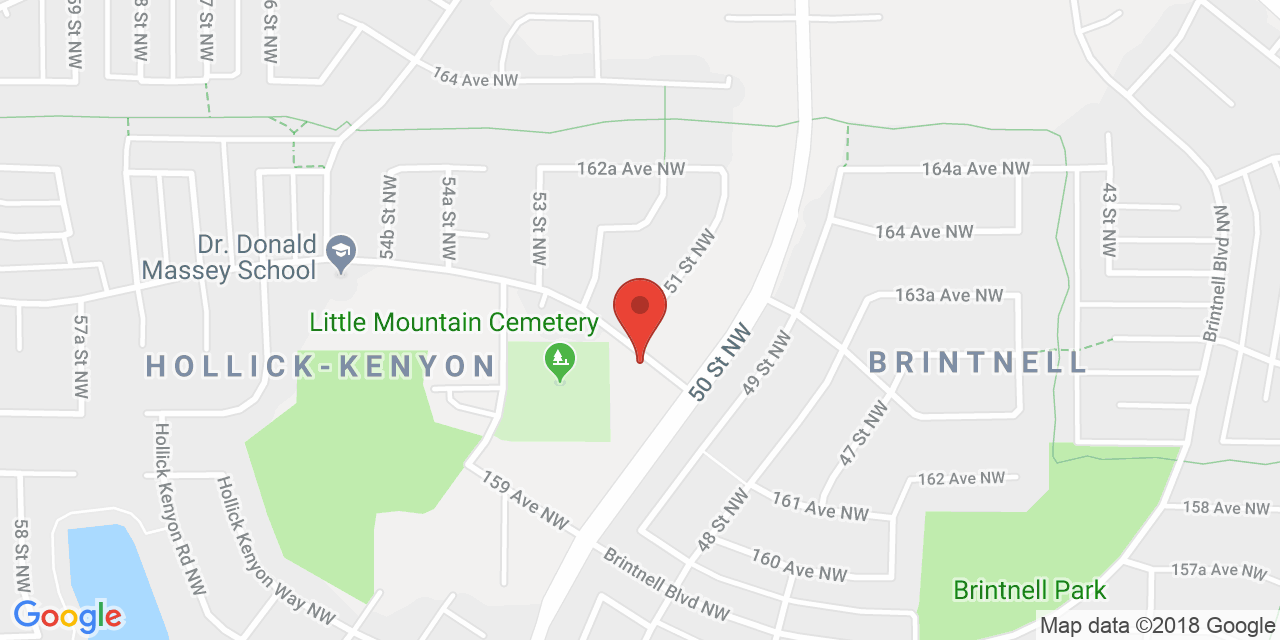 59 St NW
58 St NW
57 St NW
56 St NW
164 Ave NW
162a Ave NW
164a Ave NW
54b St NW
54a St NW
53 St NW
43 St NW
Dr. Donald
Massey School
51 St NW
164 Ave NW
Brintnell Blvd NW
163a Ave NW
57a St NW
Little Mountain Cemetery
HOLLICK-KENYON
50 St NW
49 St NW
BRINTNELL
47 St NW
Hollick Kenyon Rd NW
Hollick Kenyon Way NW
159 Ave NW
48 St NW
161 Ave NW
162 Ave NW
158 Ave NW
58 St NW
160 Ave NW
Brintnell Blvd NW
157a Ave NW
Brintnell Park
Google
Map data ©2018 Google